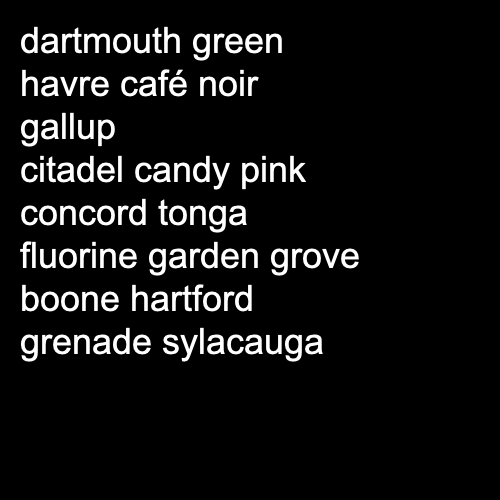 dartmouth green
havre café noir
gallup
citadel candy pink
concord tonga
fluorine garden grove
boone hartford
grenade sylacauga